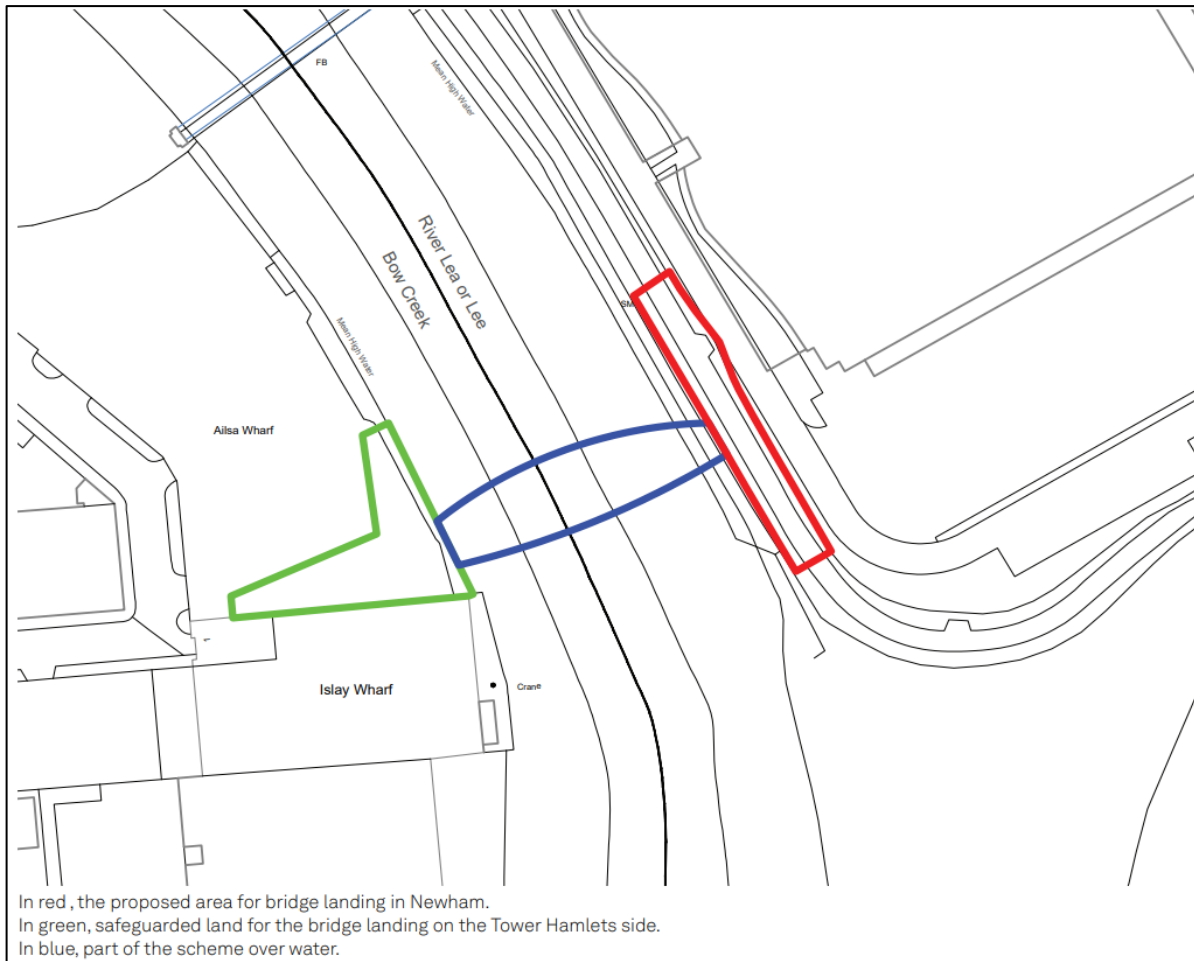 FB
Mean High Water
River Lea or Lee
Bow Creek
SM
Mean High Water
Ailsa Wharf
Islay Wharf
Crane
In red , the proposed area for bridge landing in Newham.
In green, safeguarded land for the bridge landing on the Tower Hamlets side.
In blue, part of the scheme over water.